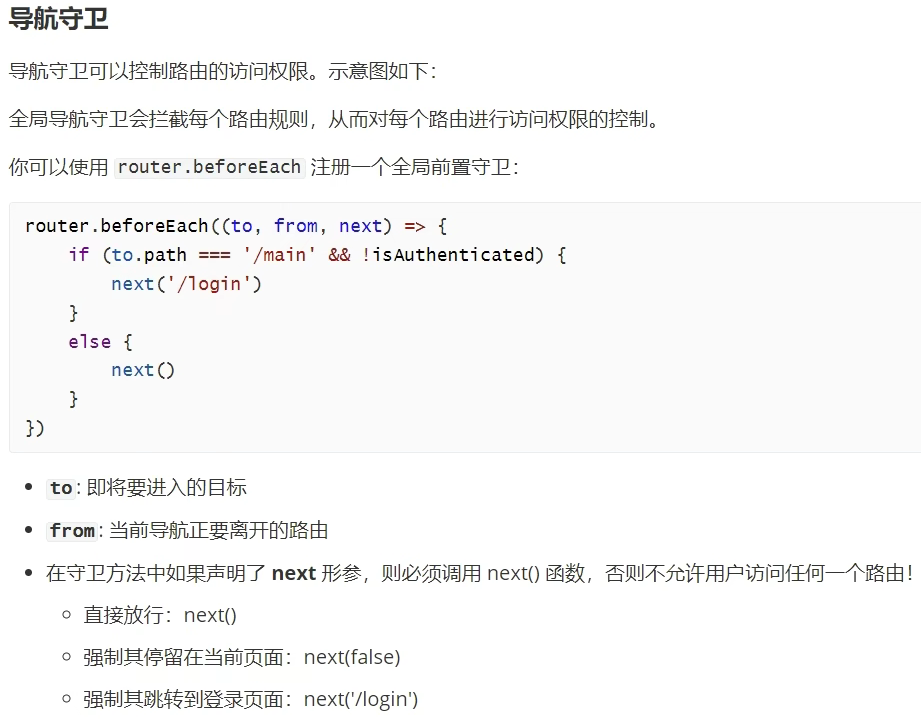 导航守卫
导航守卫可以控制路由的访问权限。示意图如下：
全局导航守卫会拦截每个路由规则，从而对每个路由进行访问权限的控制。
你可以使用 router.beforeEach 注册一个全局前置守卫：
router.beforeEach((to, from, next) => {
    if (to.path === '/main' && !isAuthenticated) {
        next('/login')
    }
    else {
        next()
    }
})
• to: 即将要进入的目标
• from: 当前导航正要离开的路由
• 在守卫方法中如果声明了 next 形参，则必须调用 next() 函数，否则不允许用户访问任何一个路由！
◦ 直接放行：next()
◦ 强制其停留在当前页面：next(false)
◦ 强制其跳转到登录页面：next('/login')